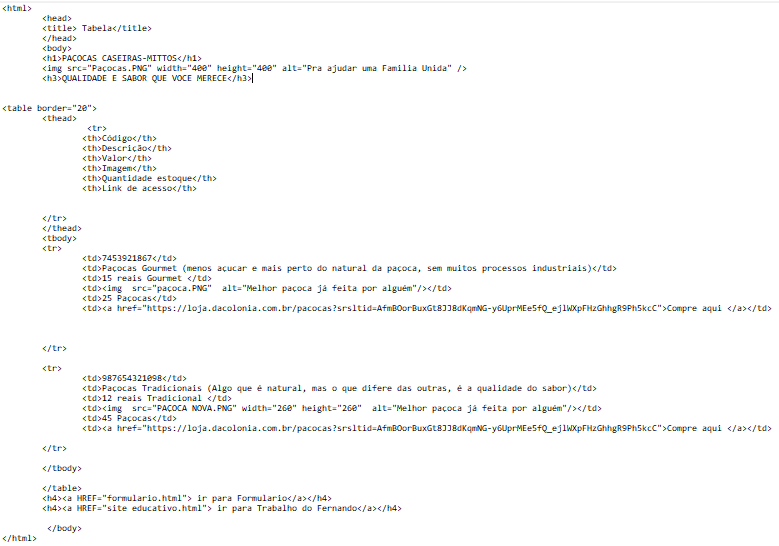 <html>
<head>
<title> Tabela</title>
</head>
<body>
<h1>PAÇOCAS CASEIRAS-MITTOS</h1>
<img src="Paçocas.PNG" width="400" height="400" alt="Pra ajudar uma Familia Unida" />
<h3>QUALIDADE E SABOR QUE VOCE MERECE</h3>
<table border="20">
<thead>
<tr>
<th>Código</th>
<th>Descrição</th>
<th>Valor</th>
<th>Imagem</th>
<th>Quantidade estoque</th>
<th>Link de acesso</th>
</tr>
</thead>
<tbody>
<tr>
<td>7453921867</td>
<td>Paçocas Gourmet (menos açucar e mais perto do natural da paçoca, sem muitos processos industriais)</td>
<td>15 reais Gourmet </td>
<td><img  src="paçoca.PNG"  alt="Melhor paçoca já feita por alguém"/></td>
<td>25 Paçocas</td>
<td><a href="https://loja.dacolonia.com.br/pacocas?srsltid=AfmBOorBuxGt8JJ8dKqmNG-y6UprMEe5fQ_ejlWXpFHzGhhgR9Ph5kcC">Compre aqui </a></td>
</tr>
<tr>
<td>987654321098</td>
<td>Paçocas Tradicionais (Algo que é natural, mas o que difere das outras, é a qualidade do sabor)</td>
<td>12 reais Tradicional </td>
<td><img  src="PAÇOCA NOVA.PNG" width="260" height="260"  alt="Melhor paçoca já feita por alguém"/></td>
<td>45 Paçocas</td>
<td><a href="https://loja.dacolonia.com.br/pacocas?srsltid=AfmBOorBuxGt8JJ8dKqmNG-y6UprMEe5fQ_ejlWXpFHzGhhgR9Ph5kcC">Compre aqui </a></td>
</tr>
</tbody>
</table>
<h4><a HREF="formulario.html"> ir para Formulario</a></h4>
<h4><a HREF="site educativo.html"> ir para Trabalho do Fernando</a></h4>
</body>
</html>